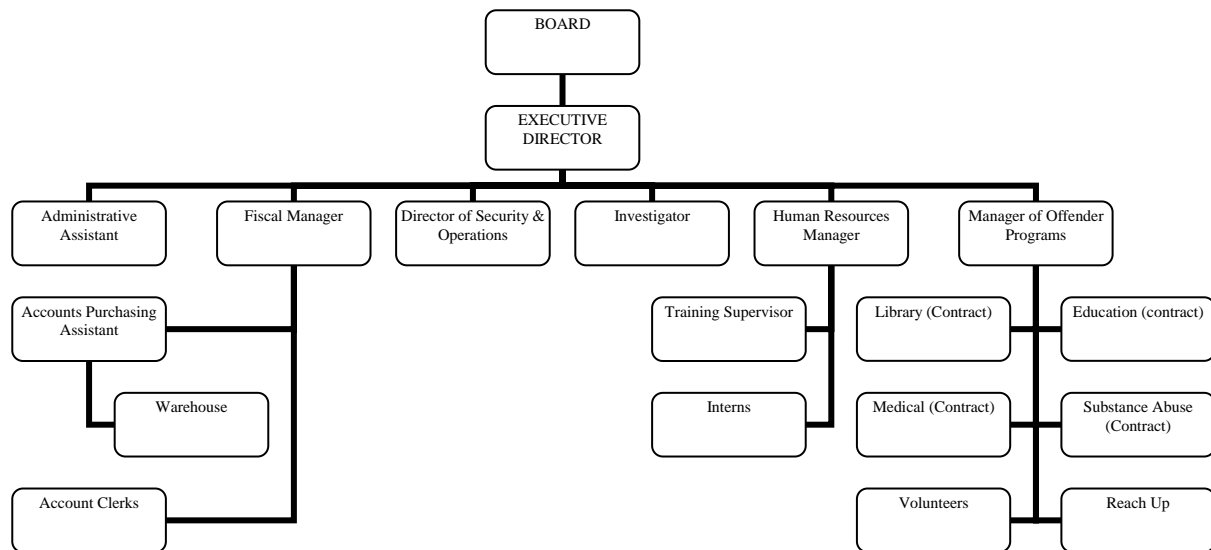 BOARD
EXECUTIVE
DIRECTOR
Administrative
Assistant
Fiscal Manager
Director of Security &
Operations
Investigator
Human Resources
Manager
Manager of Offender
Programs
Accounts Purchasing
Assistant
Training Supervisor
Library (Contract)
Education (contract)
Warehouse
Interns
Medical (Contract)
Substance Abuse
(Contract)
Account Clerks
Volunteers
Reach Up